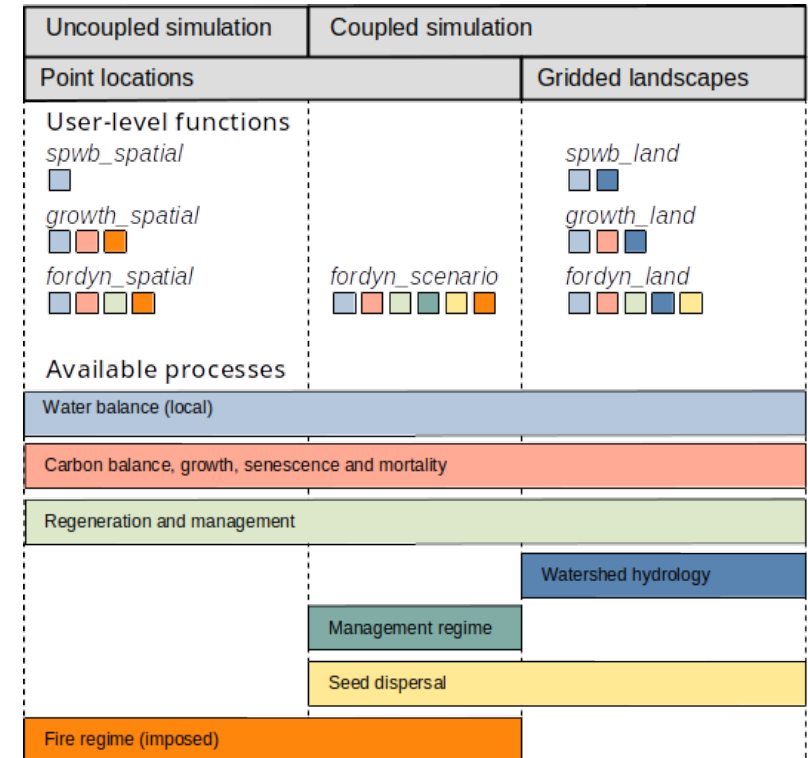 Uncoupled simulation
Coupled simulation
Point locations
Gridded landscapes
User-level functions
spwb_spatial
spwb_land
growth_spatial
growth_land
fordyn_spatial
fordyn_scenario
fordyn_land
Available processes
Water balance (local)
Carbon balance, growth, senescence and mortality
Regeneration and management
Watershed hydrology
Management regime
Seed dispersal
Fire regime (imposed)